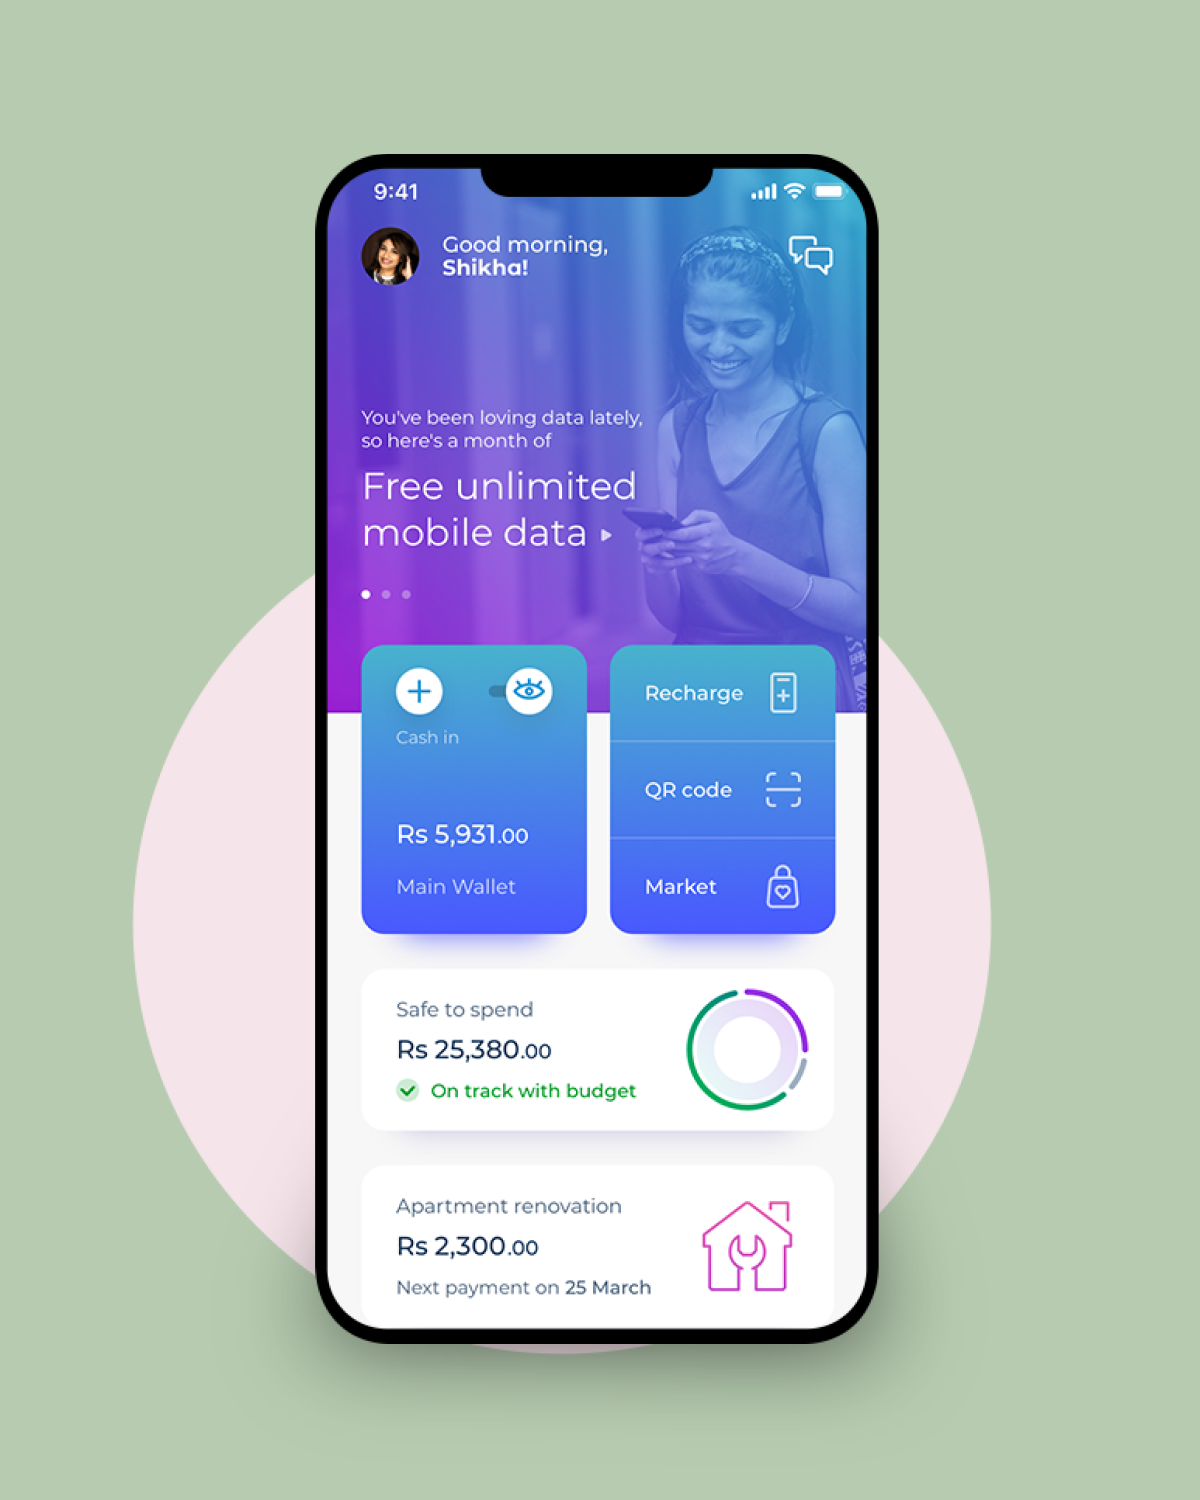 9:41
Good morning,
Shikha!
You've been loving data lately,
so here's a month of
Free unlimited
mobile data
Cash in
Rs 5,931.00
Main Wallet
Recharge
QR code
Market
Safe to spend
Rs 25,380.00
On track with budget
Apartment renovation
Rs 2,300.00
Next payment on 25 March